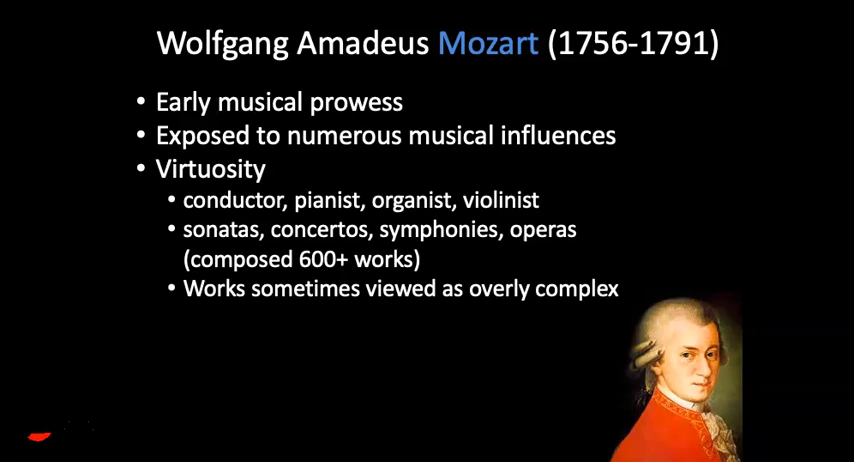 Wolfgang Amadeus Mozart (1756-1791)
• Early musical prowess
• Exposed to numerous musical influences
• Virtuosity
• conductor, pianist, organist, violinist
• sonatas, concertos, symphonies, operas
(composed 600+ works)
• Works sometimes viewed as overly complex